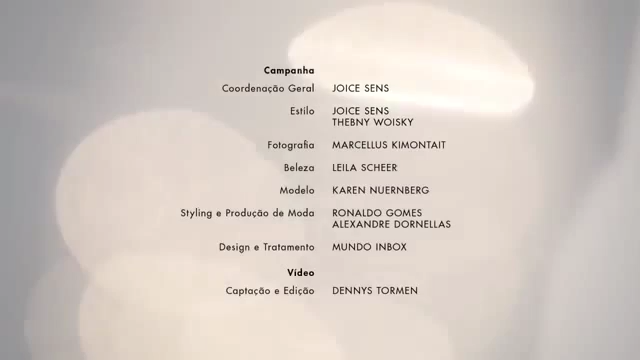 Campanha
Coordenação Geral JOICE SENS
Estilo JOICE SENS
THEBNY WOISKY
Fotografia MARCELLUS KIMONTAIT
Beleza LEILA SCHEER
Modelo KAREN NUERNBERG
Styling e Produção de Moda RONALDO GOMES
ALEXANDRE DORNELLAS
Design e Tratamento MUNDO INBOX
Vídeo
Captação e Edição DENNYS TORMEN